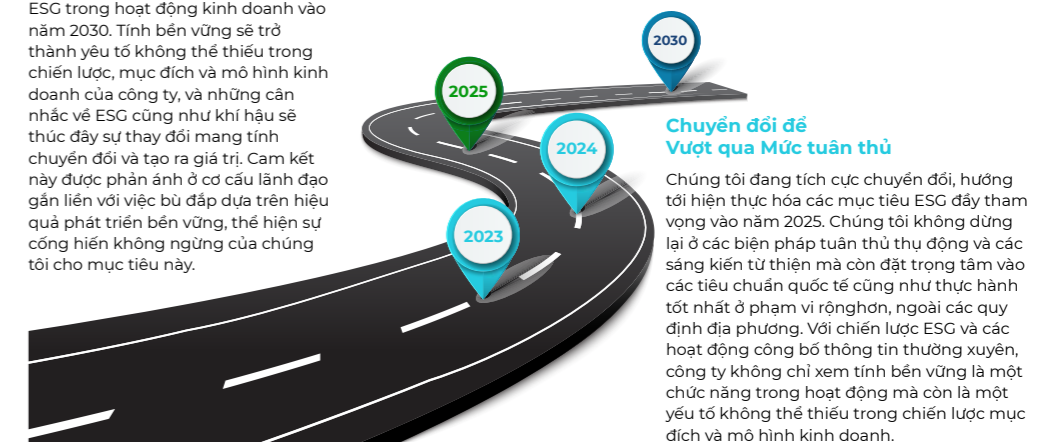 ESG trong hoạt động kinh doanh vào
năm 2030. Tính bền vững sẽ trở
thành yêu tố không thể thiếu trong
chiến lược, mục đích và mô hình kinh
doanh của công ty, và những cân
nhắc về ESG cũng như khí hậu sẽ
thúc đây sự thay đổi mang tính
chuyển đổi và tạo ra giá trị. Cam kết
này được phản ánh ở cơ cấu lãnh đạo
gắn liền với việc bù đắp dựa trên hiệu
quả phát triển bền vững, thể hiện sự
cống hiến không ngừng của chúng
tôi cho mục tiêu này.
2030
2025
2024
2023
Chuyển đổi để
Vượt qua Mức tuân thủ
Chúng tôi đang tích cực chuyển đổi, hướng
tới hiện thực hóa các mục tiêu ESG đầy tham
vọng vào năm 2025. Chúng tôi không dừng
lại ở các biện pháp tuân thủ thụ động và các
sáng kiến từ thiện mà còn đặt trọng tâm vào
các tiêu chuẩn quốc tế cũng như thực hành
tốt nhất ở phạm vi rộnghơn, ngoài các quy
định địa phương. Với chiến lược ESG và các
hoạt động công bố thông tin thường xuyên,
công ty không chỉ xem tính bền vững là một
chức năng trong hoạt động mà còn là một
yếu tố không thể thiếu trong chiến lược mục
đích và mô hình kinh doanh.